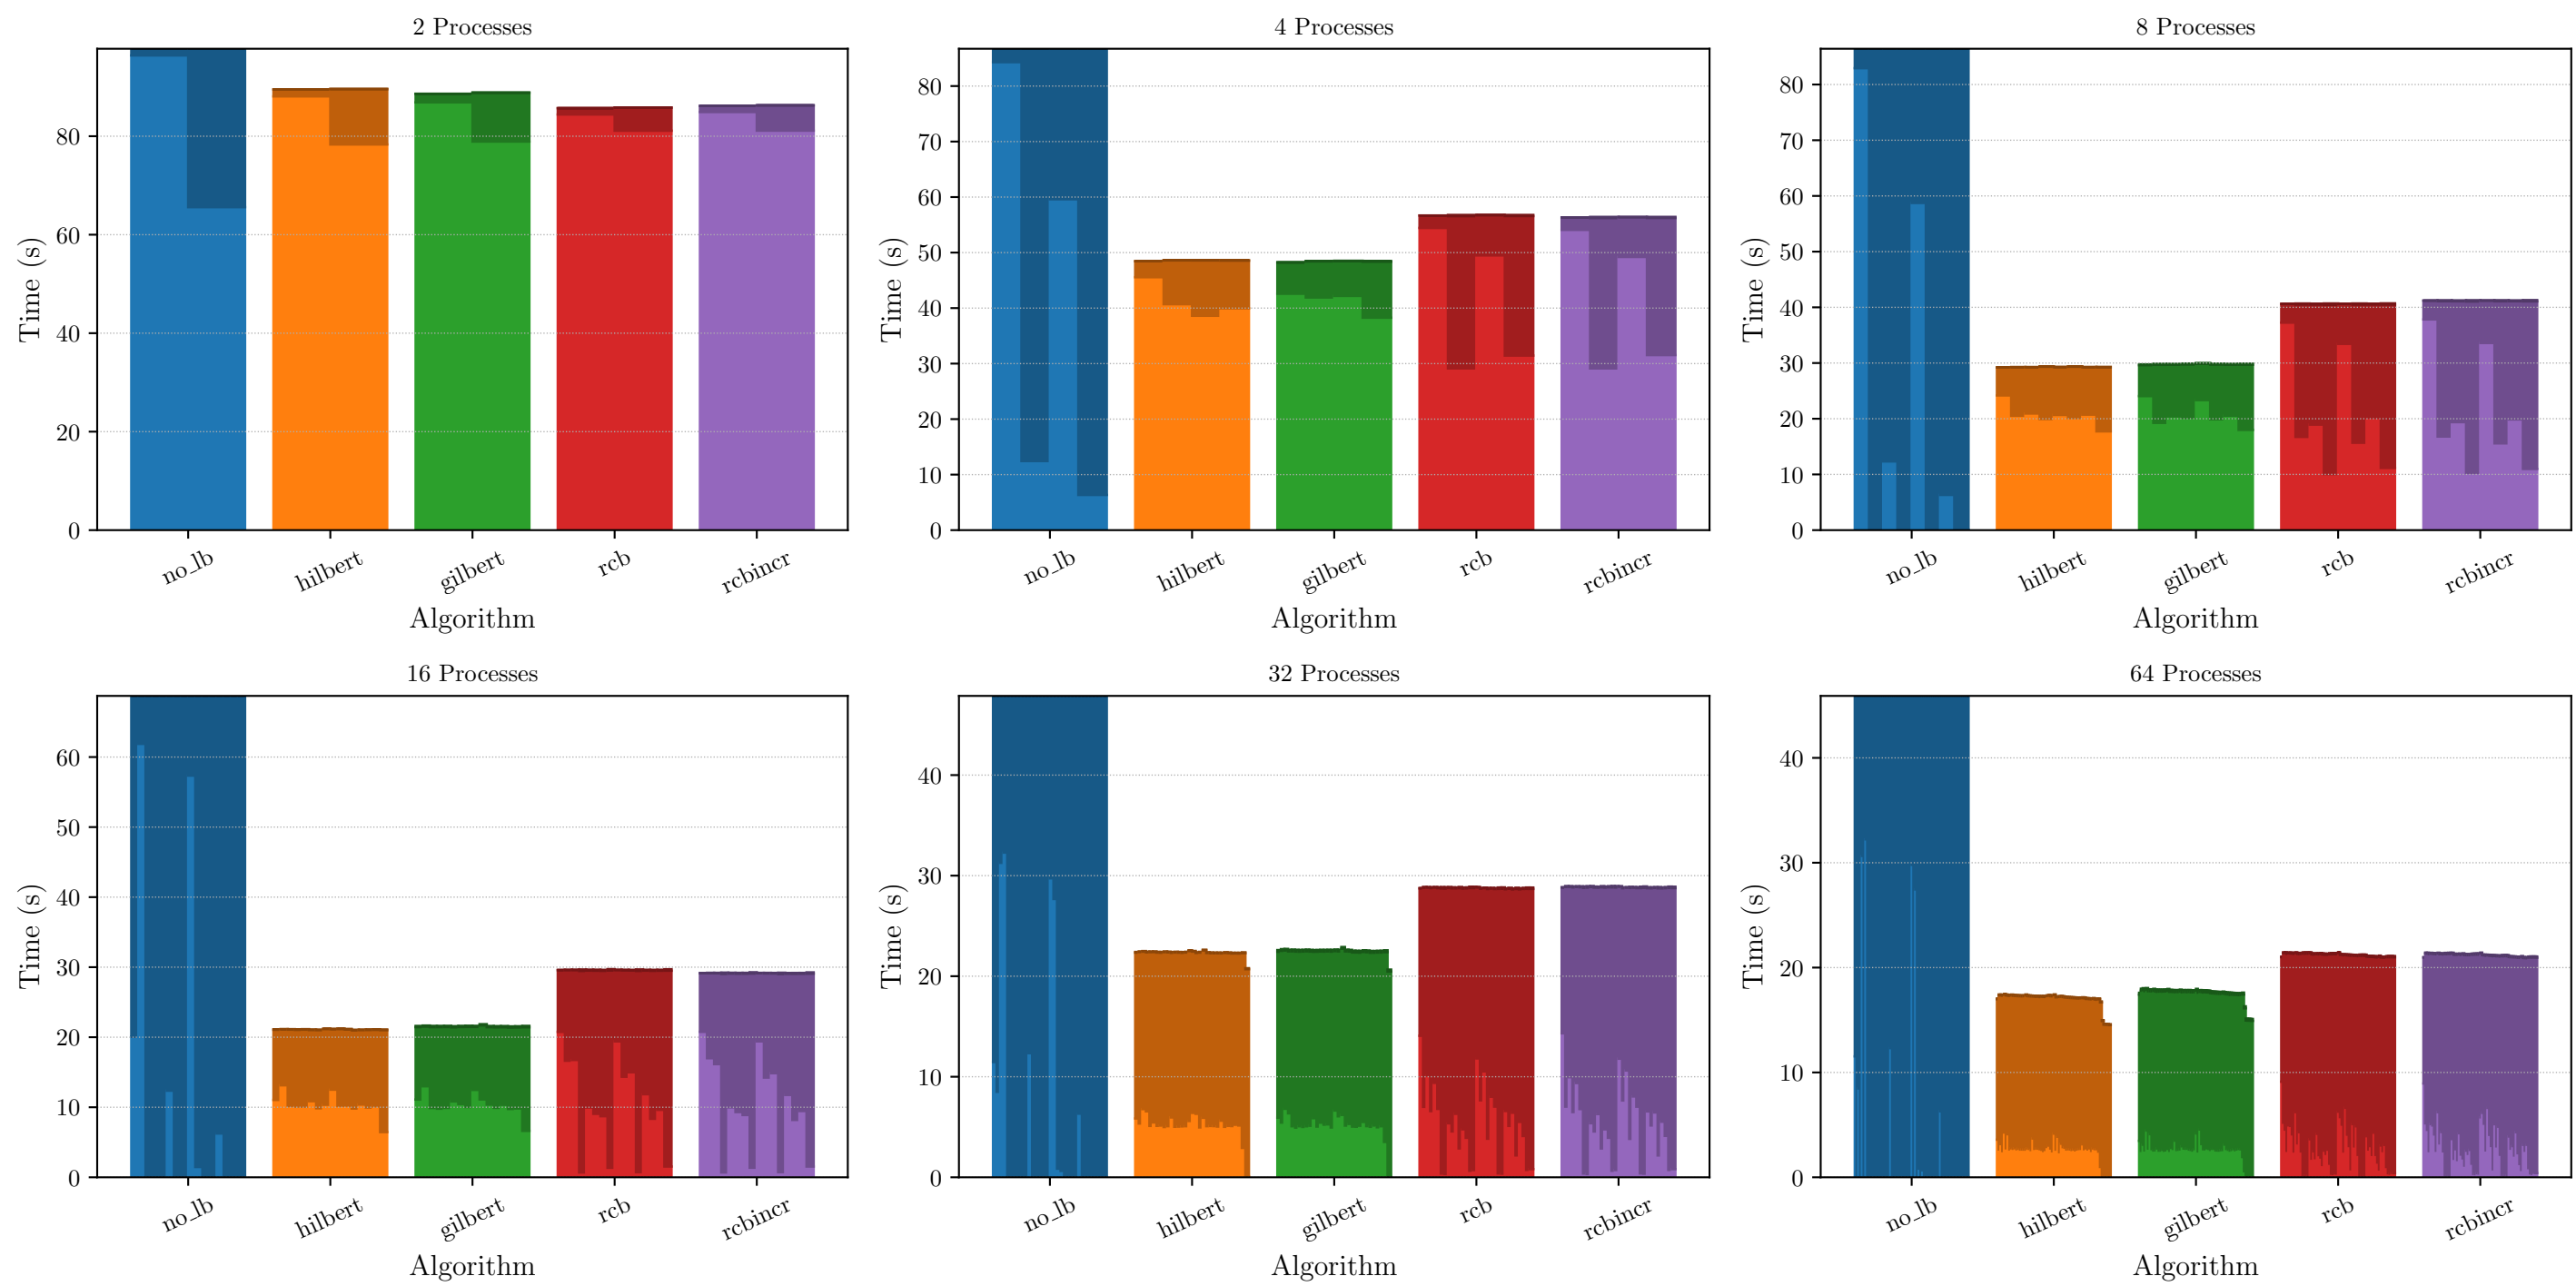 2 Processes
80
60
40
20
0
Time (s)
no_lb
hilbert
gilbert
rcb
rcbincr
Algorithm
4 Processes
80
70
60
50
40
30
20
10
0
Time (s)
no_lb
hilbert
gilbert
rcb
rcbincr
Algorithm
8 Processes
80
70
60
50
40
30
20
10
0
Time (s)
no_lb
hilbert
gilbert
rcb
rcbincr
Algorithm
16 Processes
60
50
40
30
20
10
0
Time (s)
no_lb
hilbert
gilbert
rcb
rcbincr
Algorithm
32 Processes
40
30
20
10
0
Time (s)
no_lb
hilbert
gilbert
rcb
rcbincr
Algorithm
64 Processes
40
30
20
10
0
Time (s)
no_lb
hilbert
gilbert
rcb
rcbincr
Algorithm